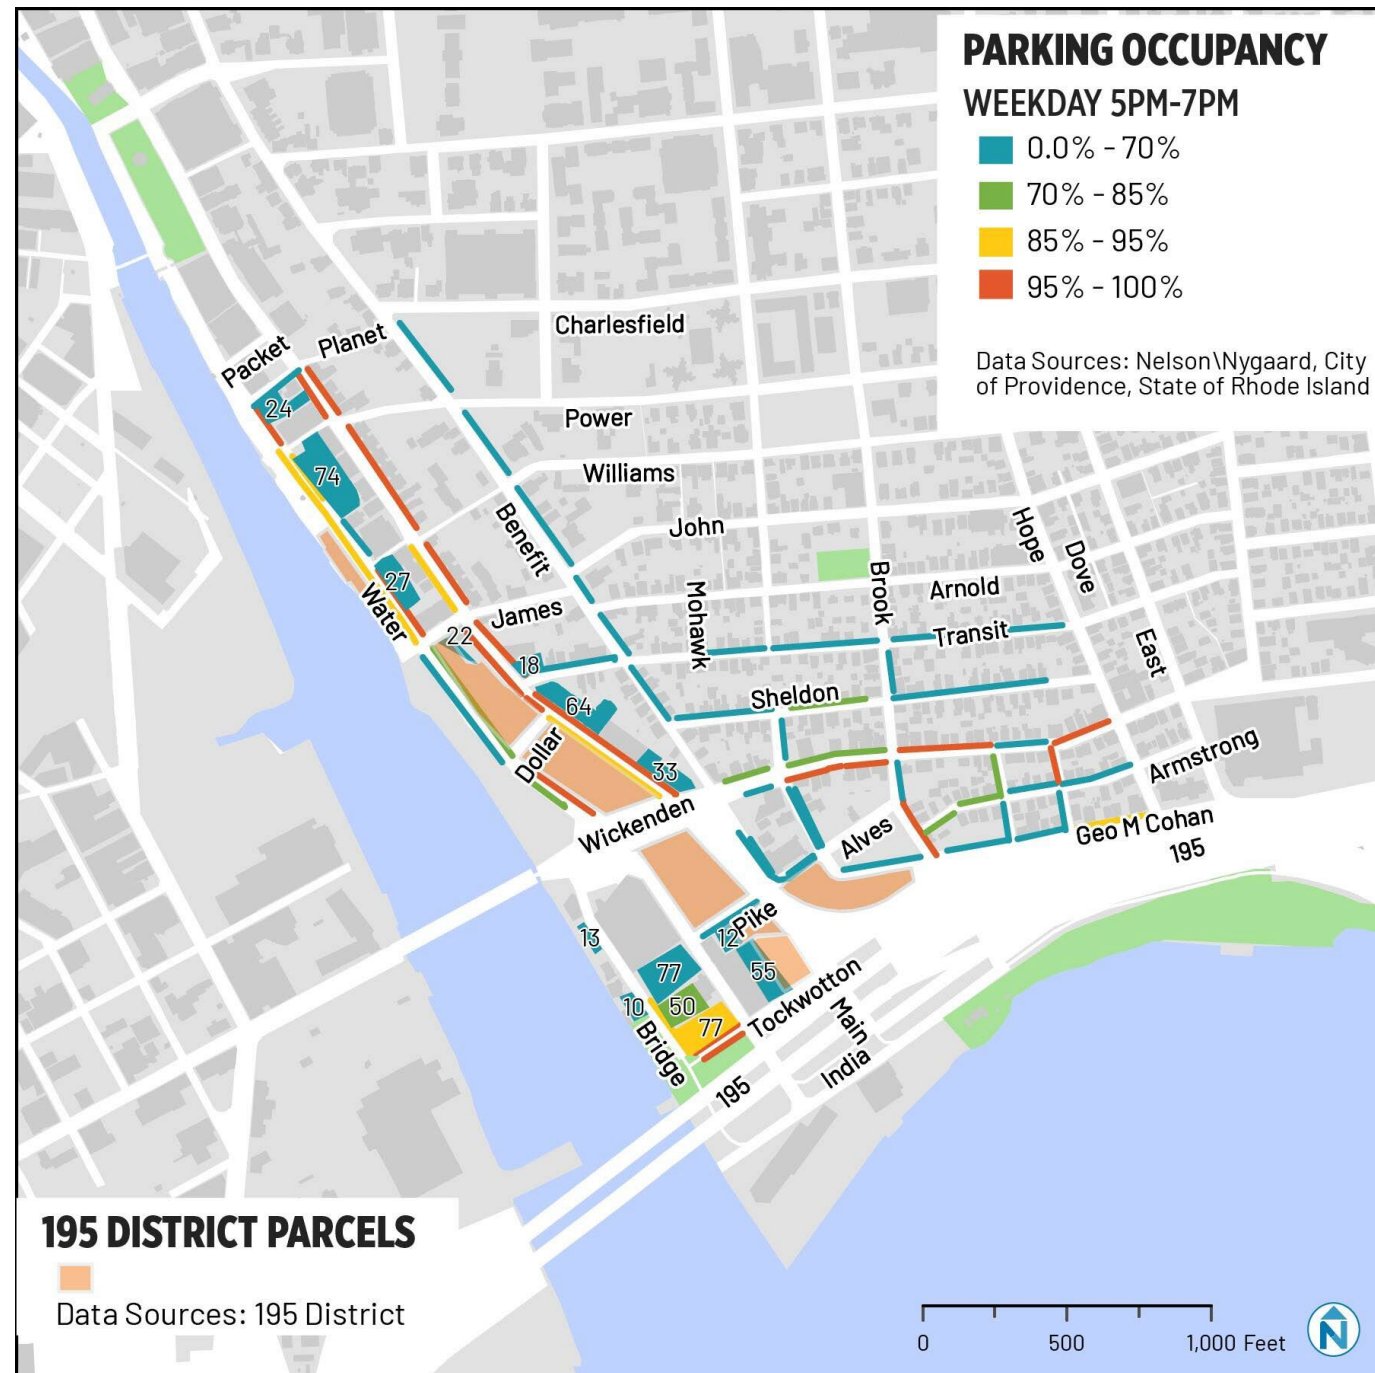 PARKING OCCUPANCY
WEEKDAY 5PM-7PM
0.0% - 70%
70% - 85%
85% - 95%
95% - 100%
Data Sources: Nelson\Nygaard, City
of Providence, State of Rhode Island
Charlesfield
Planet
Packet
24
Power
74
Williams
Benefit
John
Hope
Dove
27
Water
Mohawk
Brook
Arnold
James
22
Transit
East
18
Sheldon
64
Dollar
33
Armstrong
Wickenden
Alves
Geo M Cohan
195
Pike
12
13
77
55
10
50
77
Tockwotton
Main
Bridge
India
195
195 DISTRICT PARCELS
Data Sources: 195 District
0
500
1,000 Feet
N